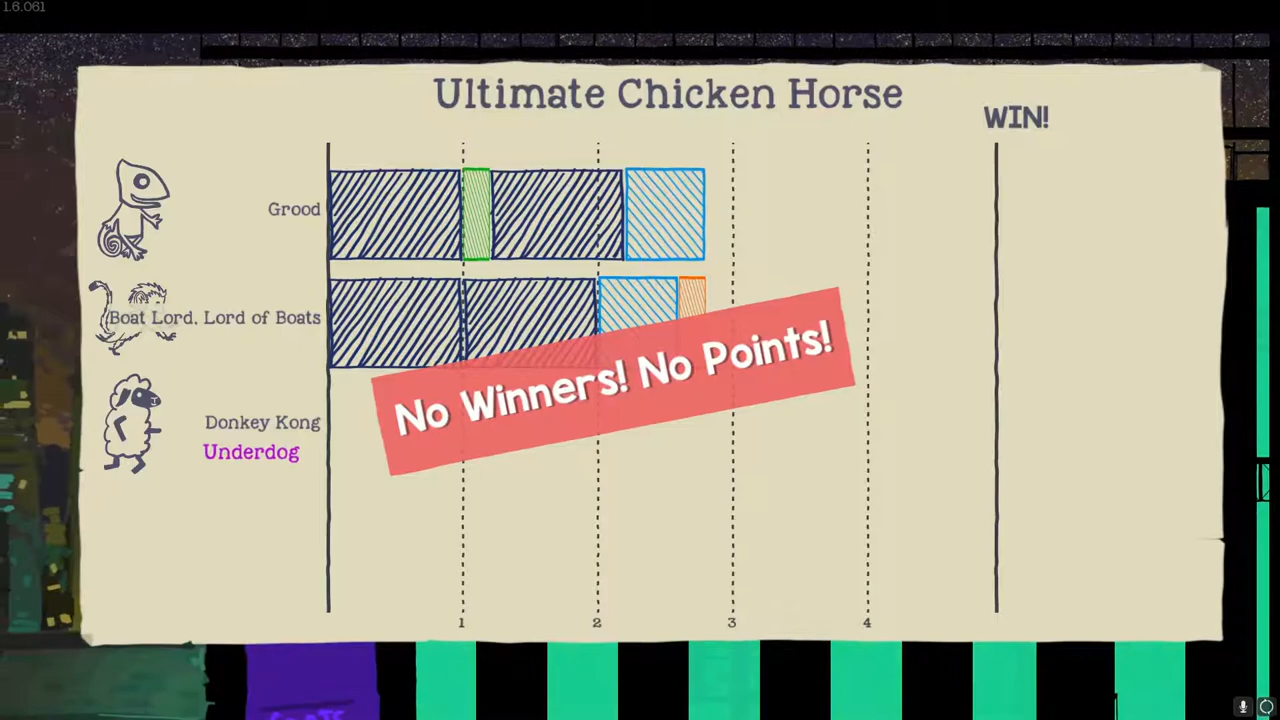 1.6.061
Ultimate Chicken Horse
WIN!
Grood
Boat Lord, Lord of Boats
No Winners! No Points!
Donkey Kong
Underdog
1 2 3 4